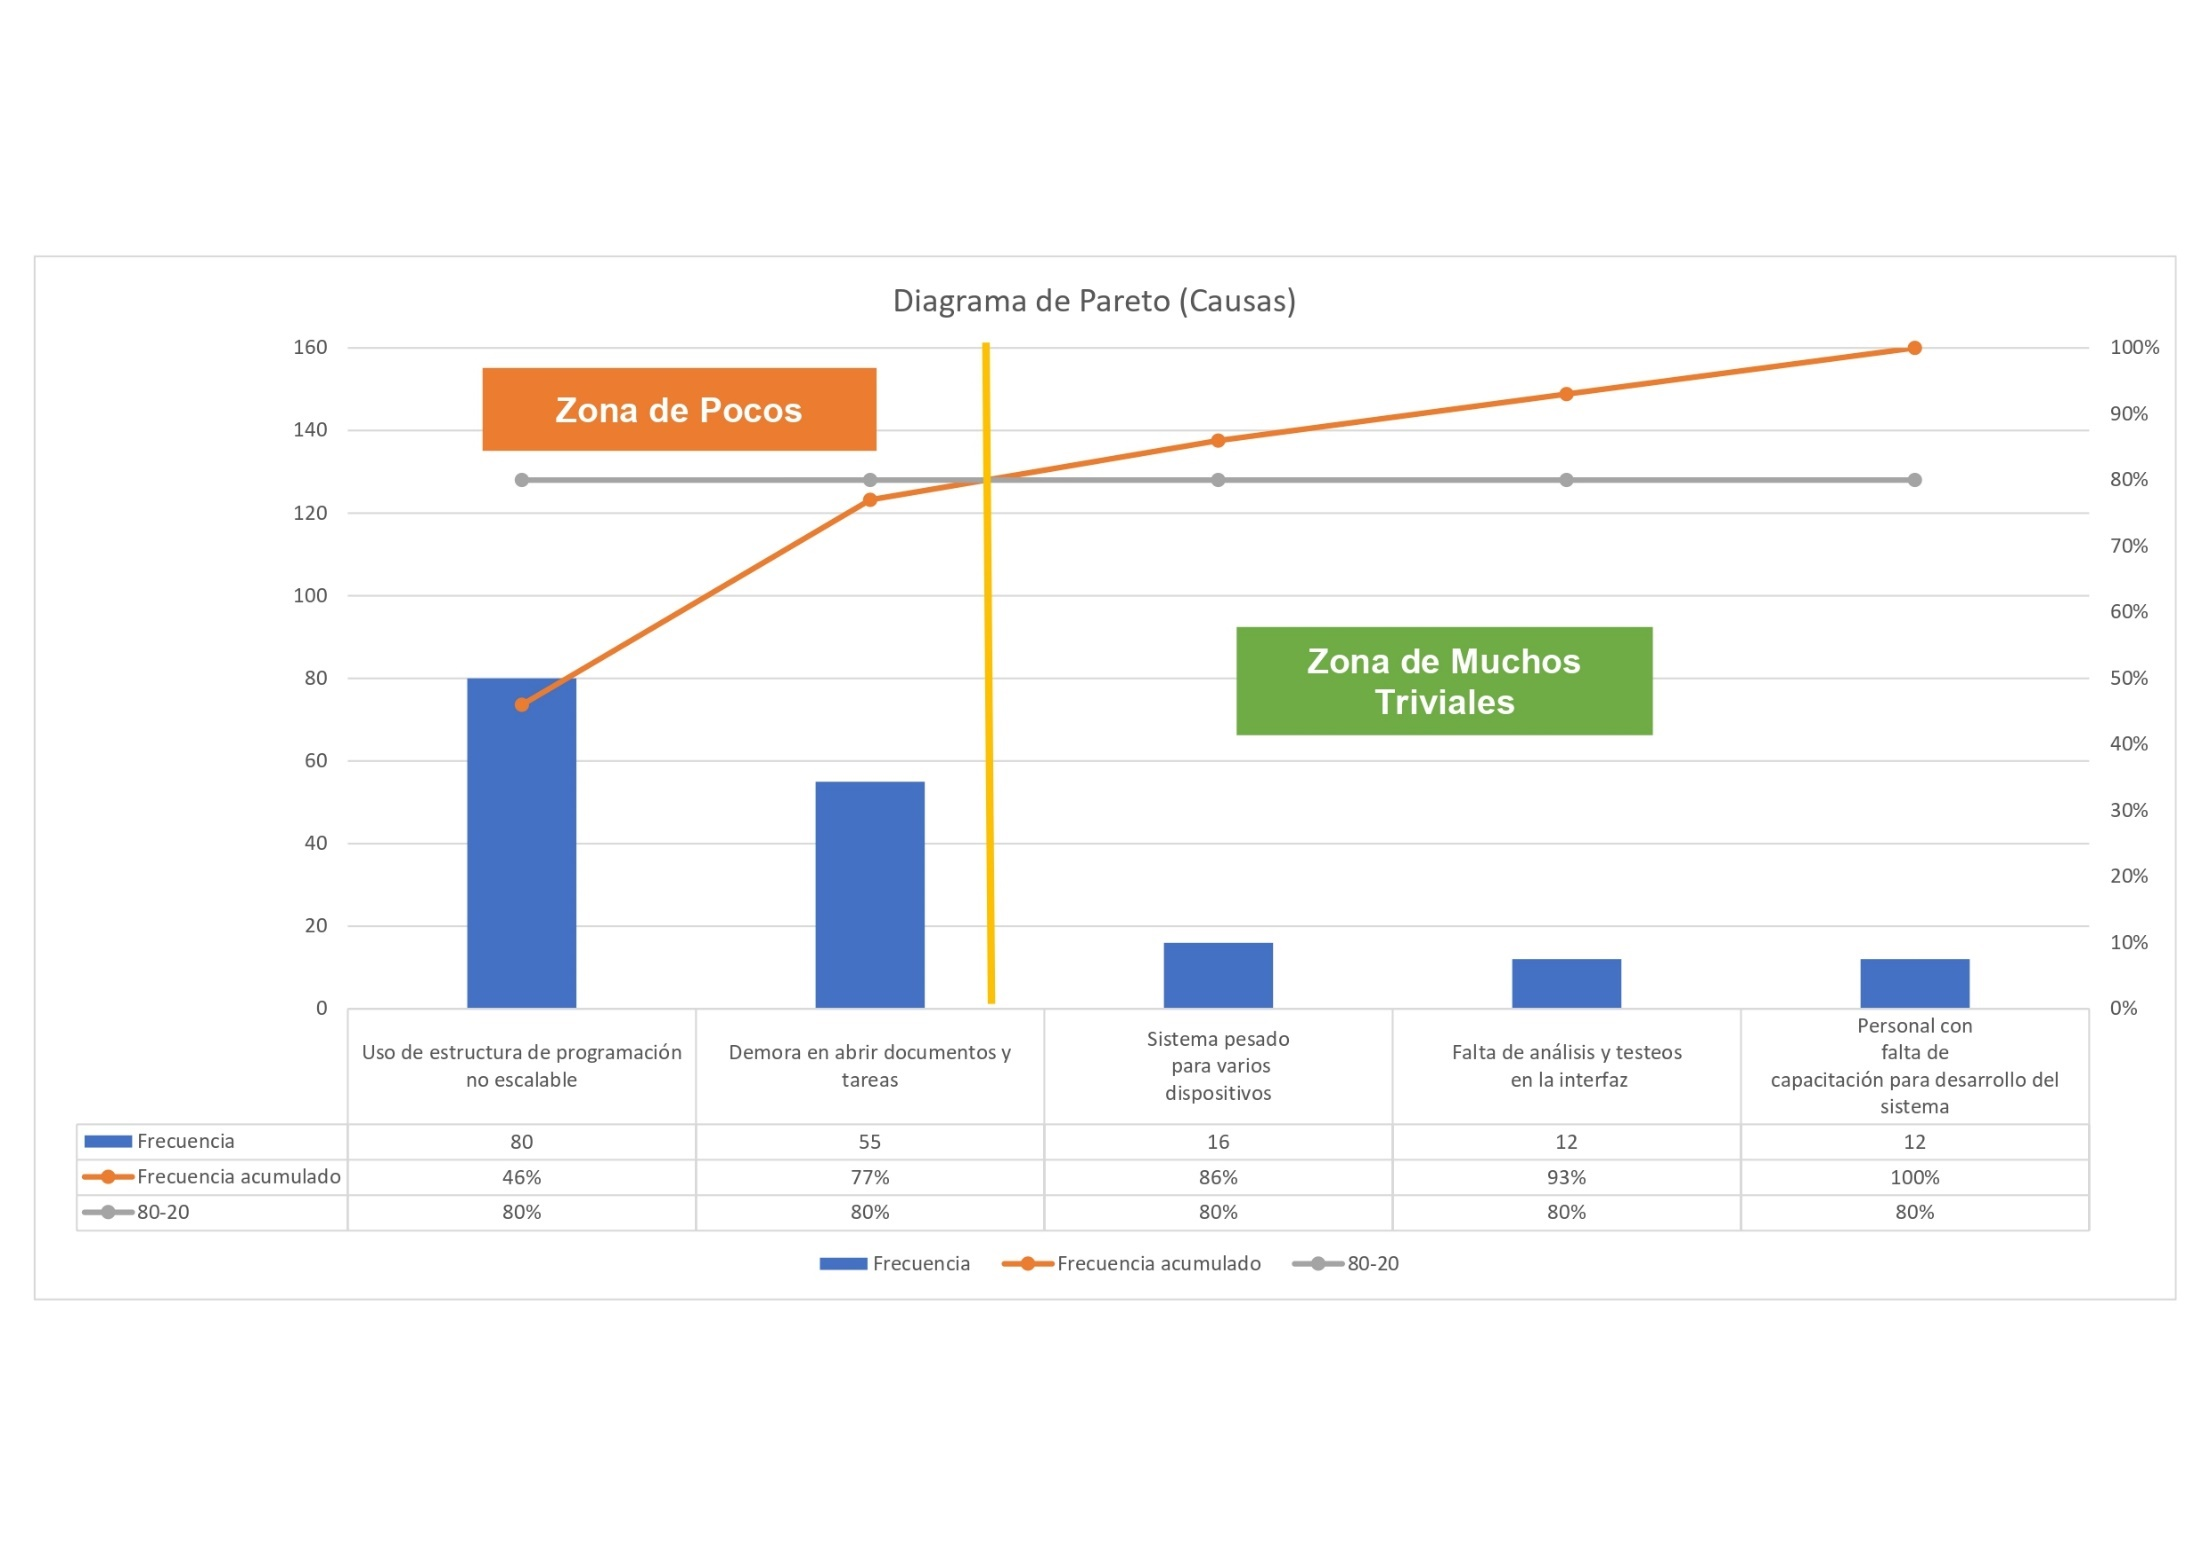 Diagrama de Pareto (Causas)
160
140
120
100
80
60
40
20
0
100%
90%
80%
70%
60%
50%
40%
30%
20%
10%
0%
Zona de Pocos
Zona de Muchos
Triviales
Uso de estructura de programación
no escalable
Demora en abrir documentos y
tareas
Sistema pesado
para varios
dispositivos
Falta de análisis y testeos
en la interfaz
Personal con
falta de
capacitación para desarrollo del
sistema
Frecuencia 80 55 16 12 12
Frecuencia acumulado 46% 77% 86% 93% 100%
80-20 80% 80% 80% 80% 80%
Frecuencia Frecuencia acumulado 80-20